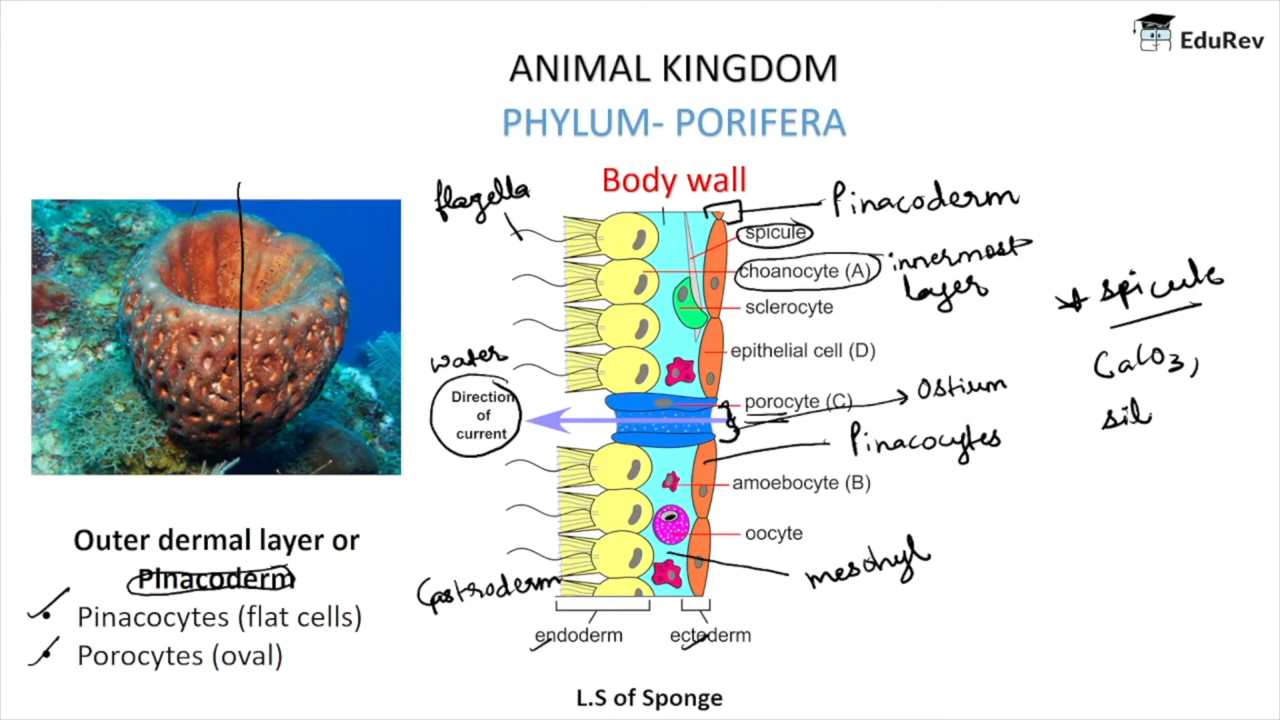 EduRev
ANIMAL KINGDOM
PHYLUM- PORIFERA
Body wall
flagella
Pinacoderm
spicule
choanocyte (A)
innermost
layer
sclerocyte
* spicule
CaCO3,
sil
epithelial cell (D)
water
Direction
of
current
porocyte (C)
Ostium
Pinacocytes
amoebocyte (B)
oocyte
mesohyl
Gastroderm
endoderm
ectoderm
Outer dermal layer or
Pinacoderm
• Pinacocytes (flat cells)
• Porocytes (oval)
L.S of Sponge